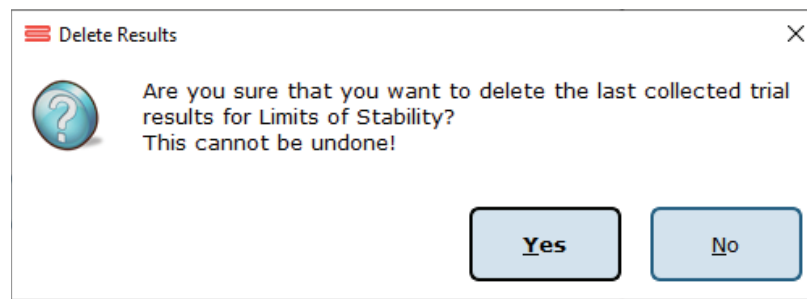 Delete Results
Are you sure that you want to delete the last collected trial
results for Limits of Stability?
This cannot be undone!
Yes
No